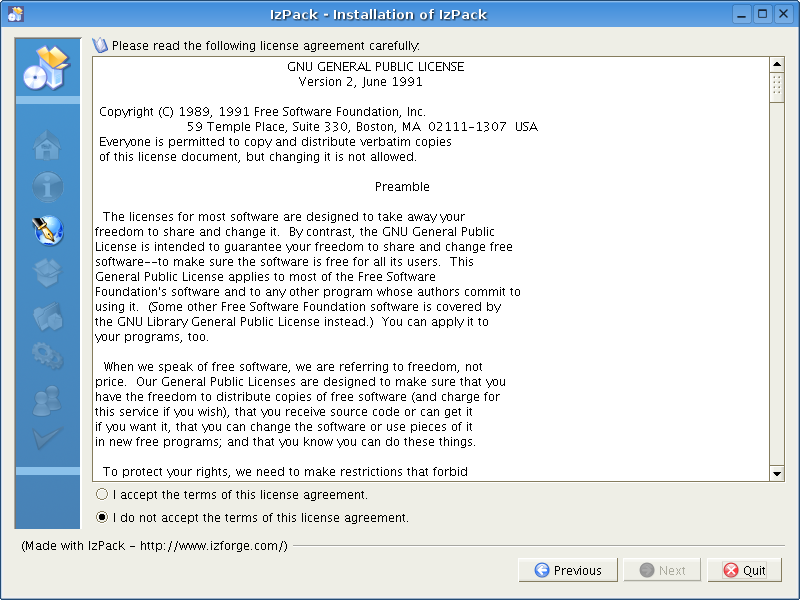 IzPack - Installation of IzPack
Please read the following license agreement carefully:
GNU GENERAL PUBLIC LICENSE
Version 2, June 1991
Copyright (C) 1989, 1991 Free Software Foundation, Inc.
59 Temple Place, Suite 330, Boston, MA  02111-1307  USA
Everyone is permitted to copy and distribute verbatim copies
of this license document, but changing it is not allowed.
Preamble
The licenses for most software are designed to take away your
freedom to share and change it.  By contrast, the GNU General Public
License is intended to guarantee your freedom to share and change free
software--to make sure the software is free for all its users.  This
General Public License applies to most of the Free Software
Foundation's software and to any other program whose authors commit to
using it.  (Some other Free Software Foundation software is covered by
the GNU Library General Public License instead.)  You can apply it to
your programs, too.
When we speak of free software, we are referring to freedom, not
price.  Our General Public Licenses are designed to make sure that you
have the freedom to distribute copies of free software (and charge for
this service if you wish), that you receive source code or can get it
if you want it, that you can change the software or use pieces of it
in new free programs; and that you know you can do these things.
To protect your rights, we need to make restrictions that forbid
I accept the terms of this license agreement.
I do not accept the terms of this license agreement.
(Made with IzPack - http://www.izforge.com/)
Previous
Next
Quit